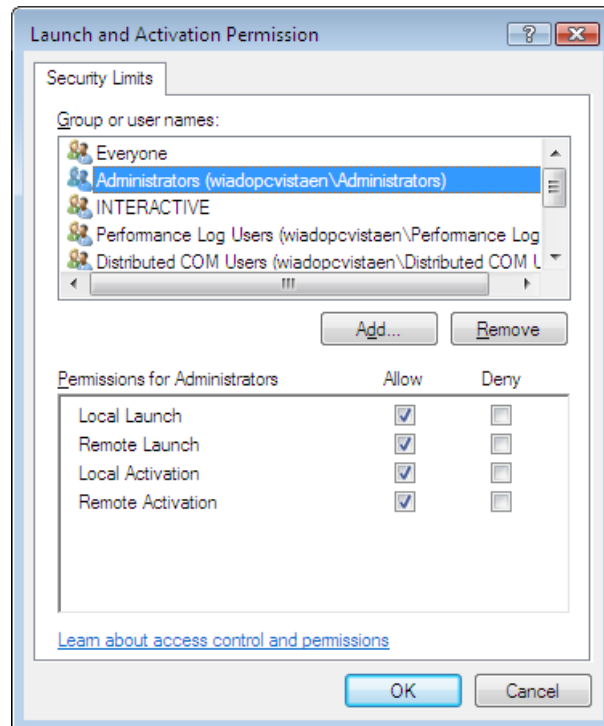 Launch and Activation Permission
Security Limits
Group or user names:
Everyone
Administrators (wiadopcvistaen\Administrators)
INTERACTIVE
Performance Log Users (wiadopcvistaen\Performance Log
Distributed COM Users (wiadopcvistaen\Distributed COM U
Add... Remove
Permissions for Administrators Allow Deny
Local Launch
Remote Launch
Local Activation
Remote Activation
Learn about access control and permissions
OK Cancel